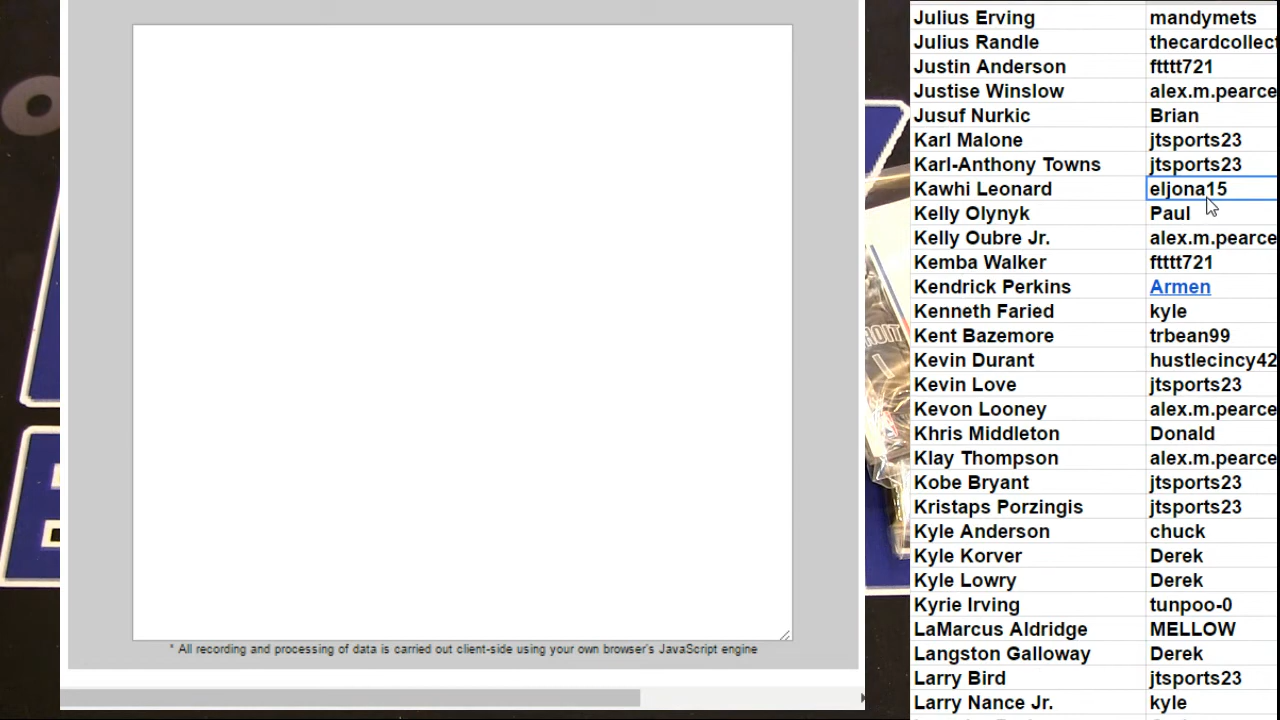 Julius Erving mandymets
Julius Randle thecardcollect
Justin Anderson ftttt721
Justise Winslow alex.m.pearce
Jusuf Nurkic Brian
Karl Malone jtsports23
Karl-Anthony Towns jtsports23
Kawhi Leonard eljona15
Kelly Olynyk Paul
Kelly Oubre Jr. alex.m.pearce
Kemba Walker ftttt721
Kendrick Perkins Armen
Kenneth Faried kyle
Kent Bazemore trbean99
Kevin Durant hustlecincy42
Kevin Love jtsports23
Kevon Looney alex.m.pearce
Khris Middleton Donald
Klay Thompson alex.m.pearce
Kobe Bryant jtsports23
Kristaps Porzingis jtsports23
Kyle Anderson chuck
Kyle Korver Derek
Kyle Lowry Derek
Kyrie Irving tunpoo-0
LaMarcus Aldridge MELLOW
Langston Galloway Derek
Larry Bird jtsports23
Larry Nance Jr. kyle
* All recording and processing of data is carried out client-side using your own browser's JavaScript engine